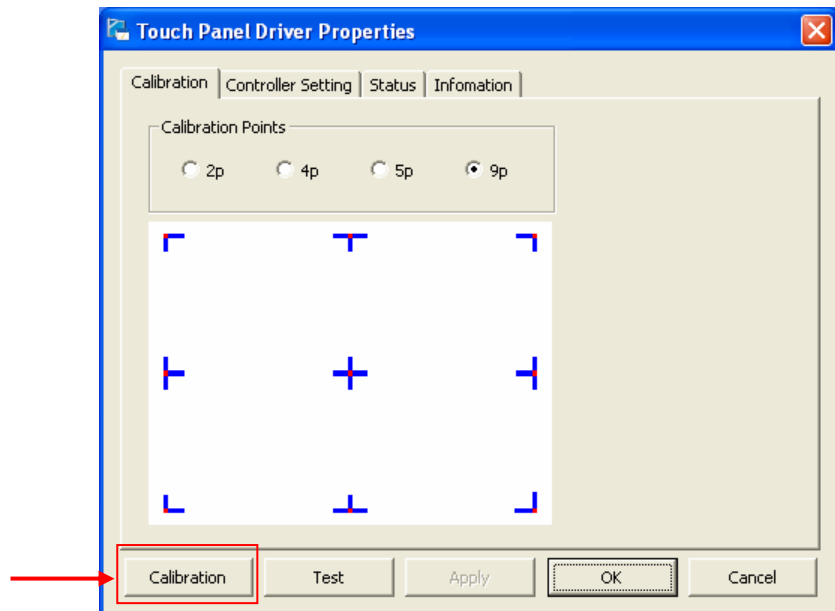 Touch Panel Driver Properties
Calibration Controller Setting Status Infomation
Calibration Points
2p 4p 5p 9p
Calibration Test Apply OK Cancel